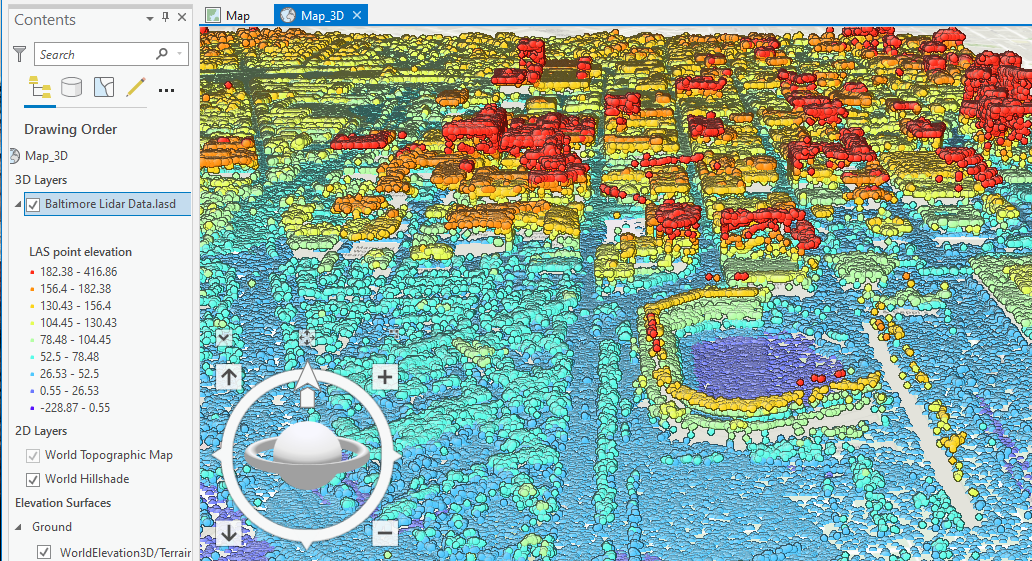 Contents
Map
Map_3D
Search
Drawing Order
Map_3D
3D Layers
Baltimore Lidar Data.lasd
LAS point elevation
182.38 - 416.86
156.4 - 182.38
130.43 - 156.4
104.45 - 130.43
78.48 - 104.45
52.5 - 78.48
26.53 - 52.5
0.55 - 26.53
-228.87 - 0.55
2D Layers
World Topographic Map
World Hillshade
Elevation Surfaces
Ground
WorldElevation3D/Terrain